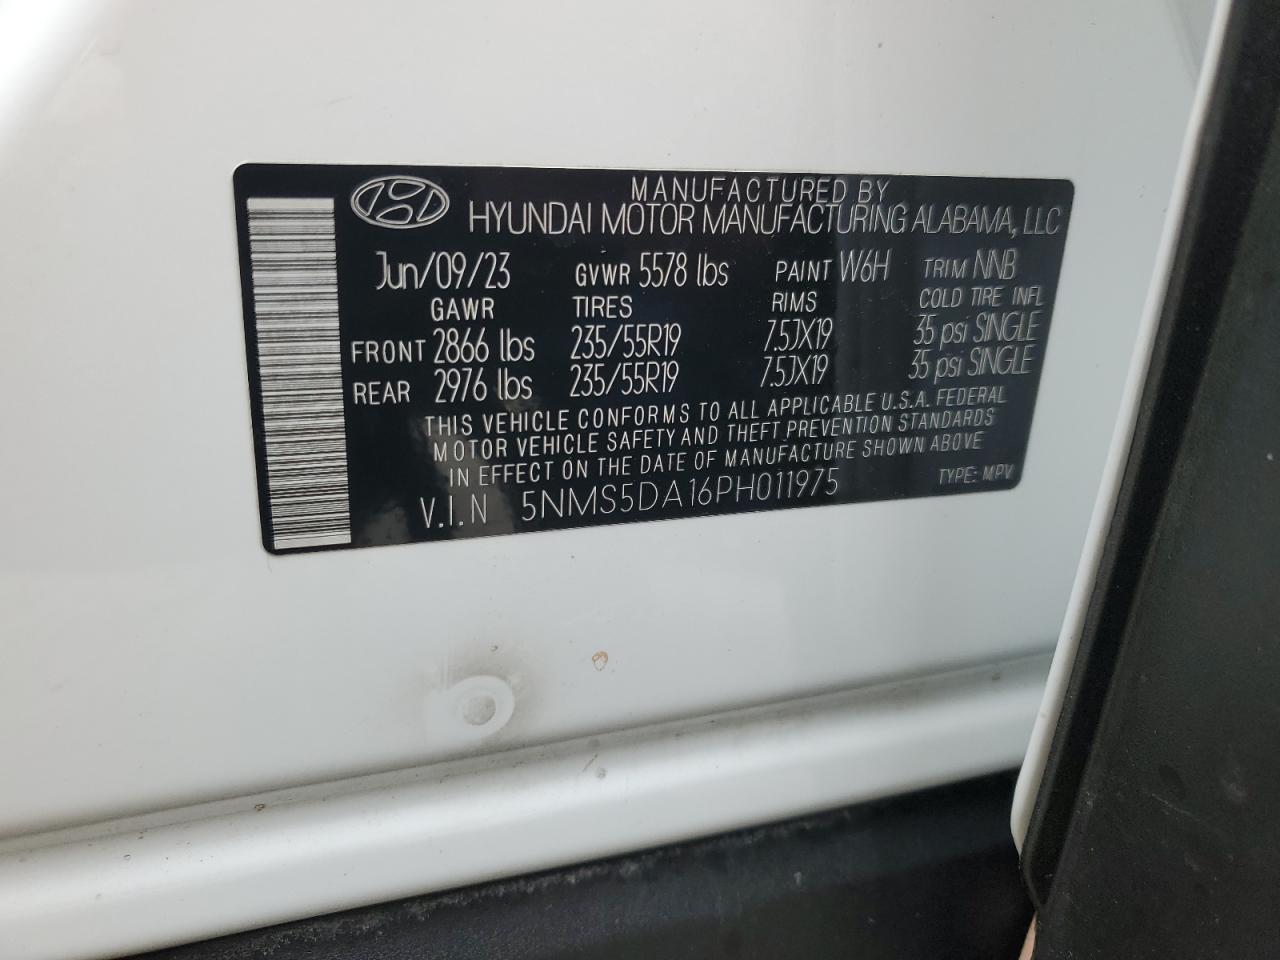 MANUFACTURED BY
HYUNDAI MOTOR MANUFACTURING ALABAMA, LLC
Jun/09/23 GVWR 5578 lbs PAINT W6H TRIM NNB
GAWR TIRES RIMS COLD TIRE INFL
FRONT 2866 lbs 235/55R19 7.5JX19 35 psi SINGLE
REAR 2976 lbs 235/55R19 7.5JX19 35 psi SINGLE
THIS VEHICLE CONFORMS TO ALL APPLICABLE U.S.A. FEDERAL
MOTOR VEHICLE SAFETY AND THEFT PREVENTION STANDARDS
IN EFFECT ON THE DATE OF MANUFACTURE SHOWN ABOVE
V.I.N 5NMS5DA16PH011975 TYPE: MPV